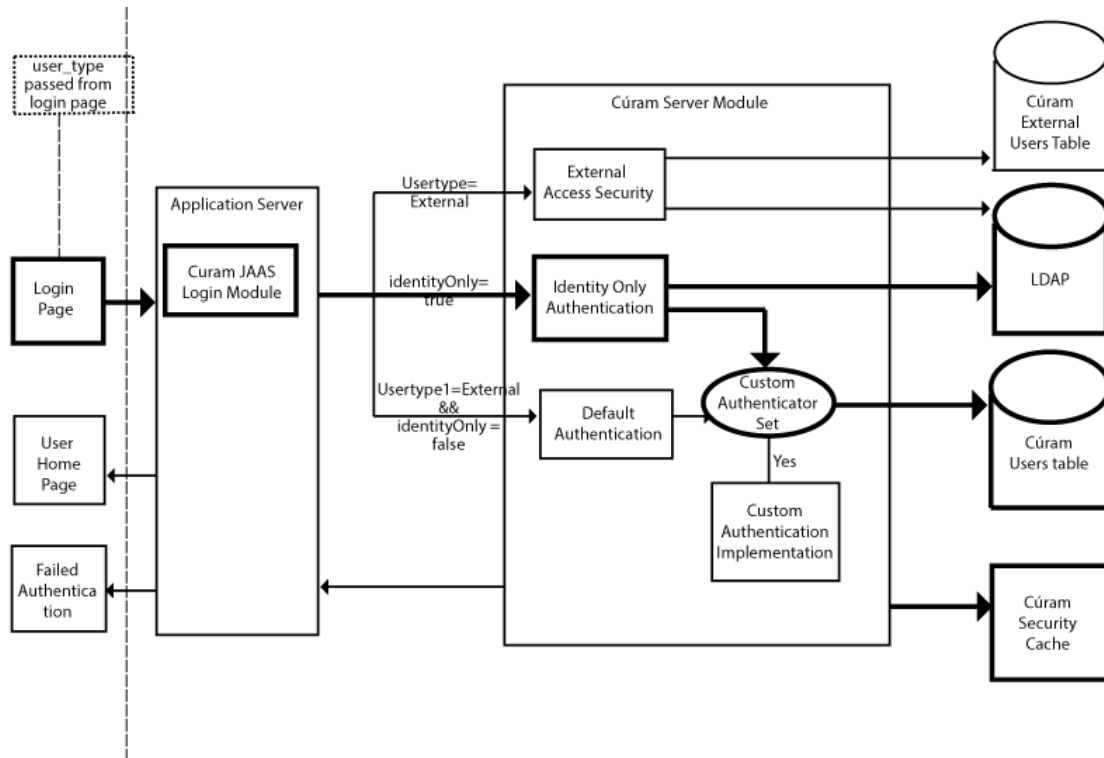 user_type
passed from
login page
Login
Page
User
Home
Page
Failed
Authentica
tion
Application Server
Curam JAAS
Login Module
Usertype=
External
identityOnly=
true
Usertype1=External
&&
identityOnly =
false
Cúram Server Module
External
Access Security
Identity Only
Authentication
Default
Authentication
Custom
Authenticator
Set
Yes
Custom
Authentication
Implementation
Cúram
External
Users Table
LDAP
Cúram
Users table
Cúram
Security
Cache